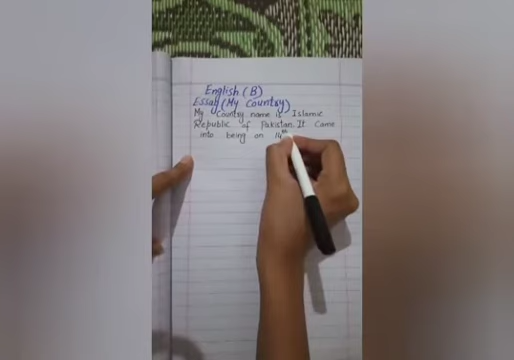 English (B)
Essay (My Country)
My Country name is Islamic
Republic of Pakistan. It Came
into being on 14th